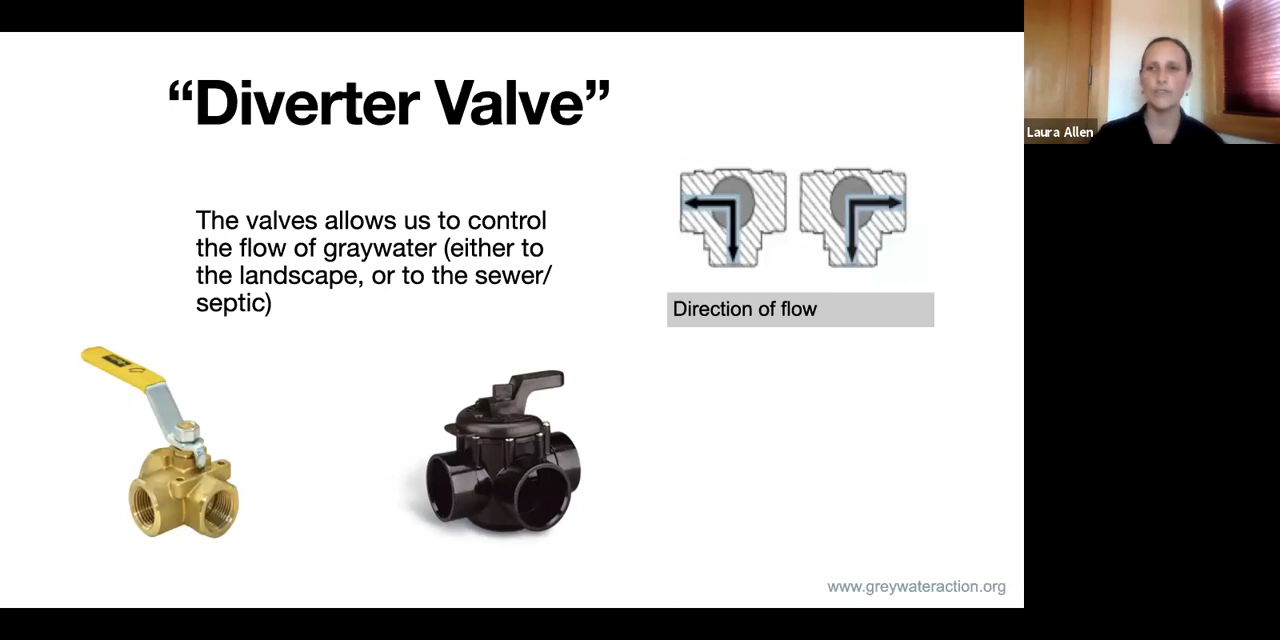 “Diverter Valve”
The valves allows us to control
the flow of graywater (either to
the landscape, or to the sewer/
septic)
Direction of flow
www.greywateraction.org
Laura Allen